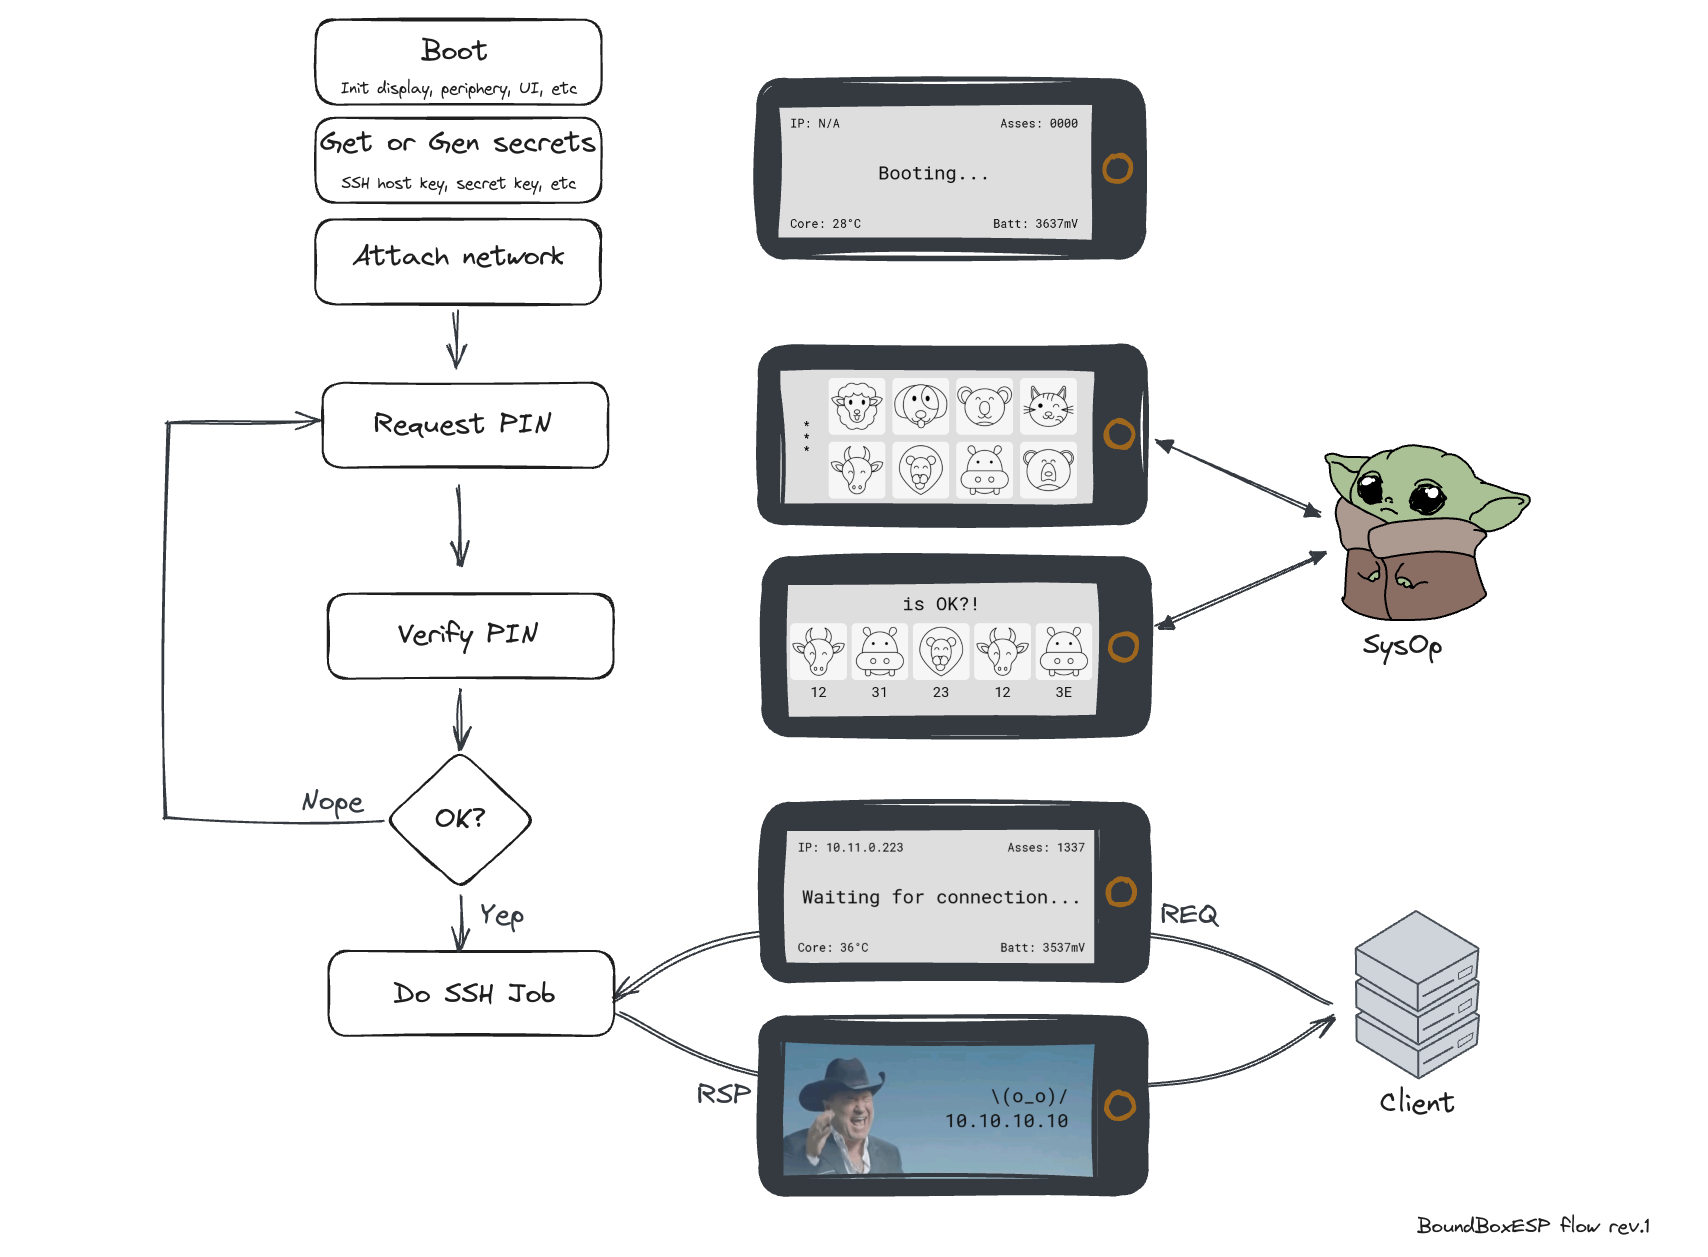 Boot
Init display, periphery, UI, etc
Get or Gen secrets
SSH host key, secret key, etc
Attach network
IP: N/A
Asses: 0000
Booting...
Core: 28°C
Batt: 3637mV
Request PIN
*
*
*
Verify PIN
is OK?!
12 31 23 12 3E
SysOp
OK?
Nope
Yep
Do SSH Job
IP: 10.11.0.223
Asses: 1337
Waiting for connection...
Core: 36°C
Batt: 3537mV
REQ
RSP
\(o_o)/
10.10.10.10
Client
BoundBoxESP flow rev.1